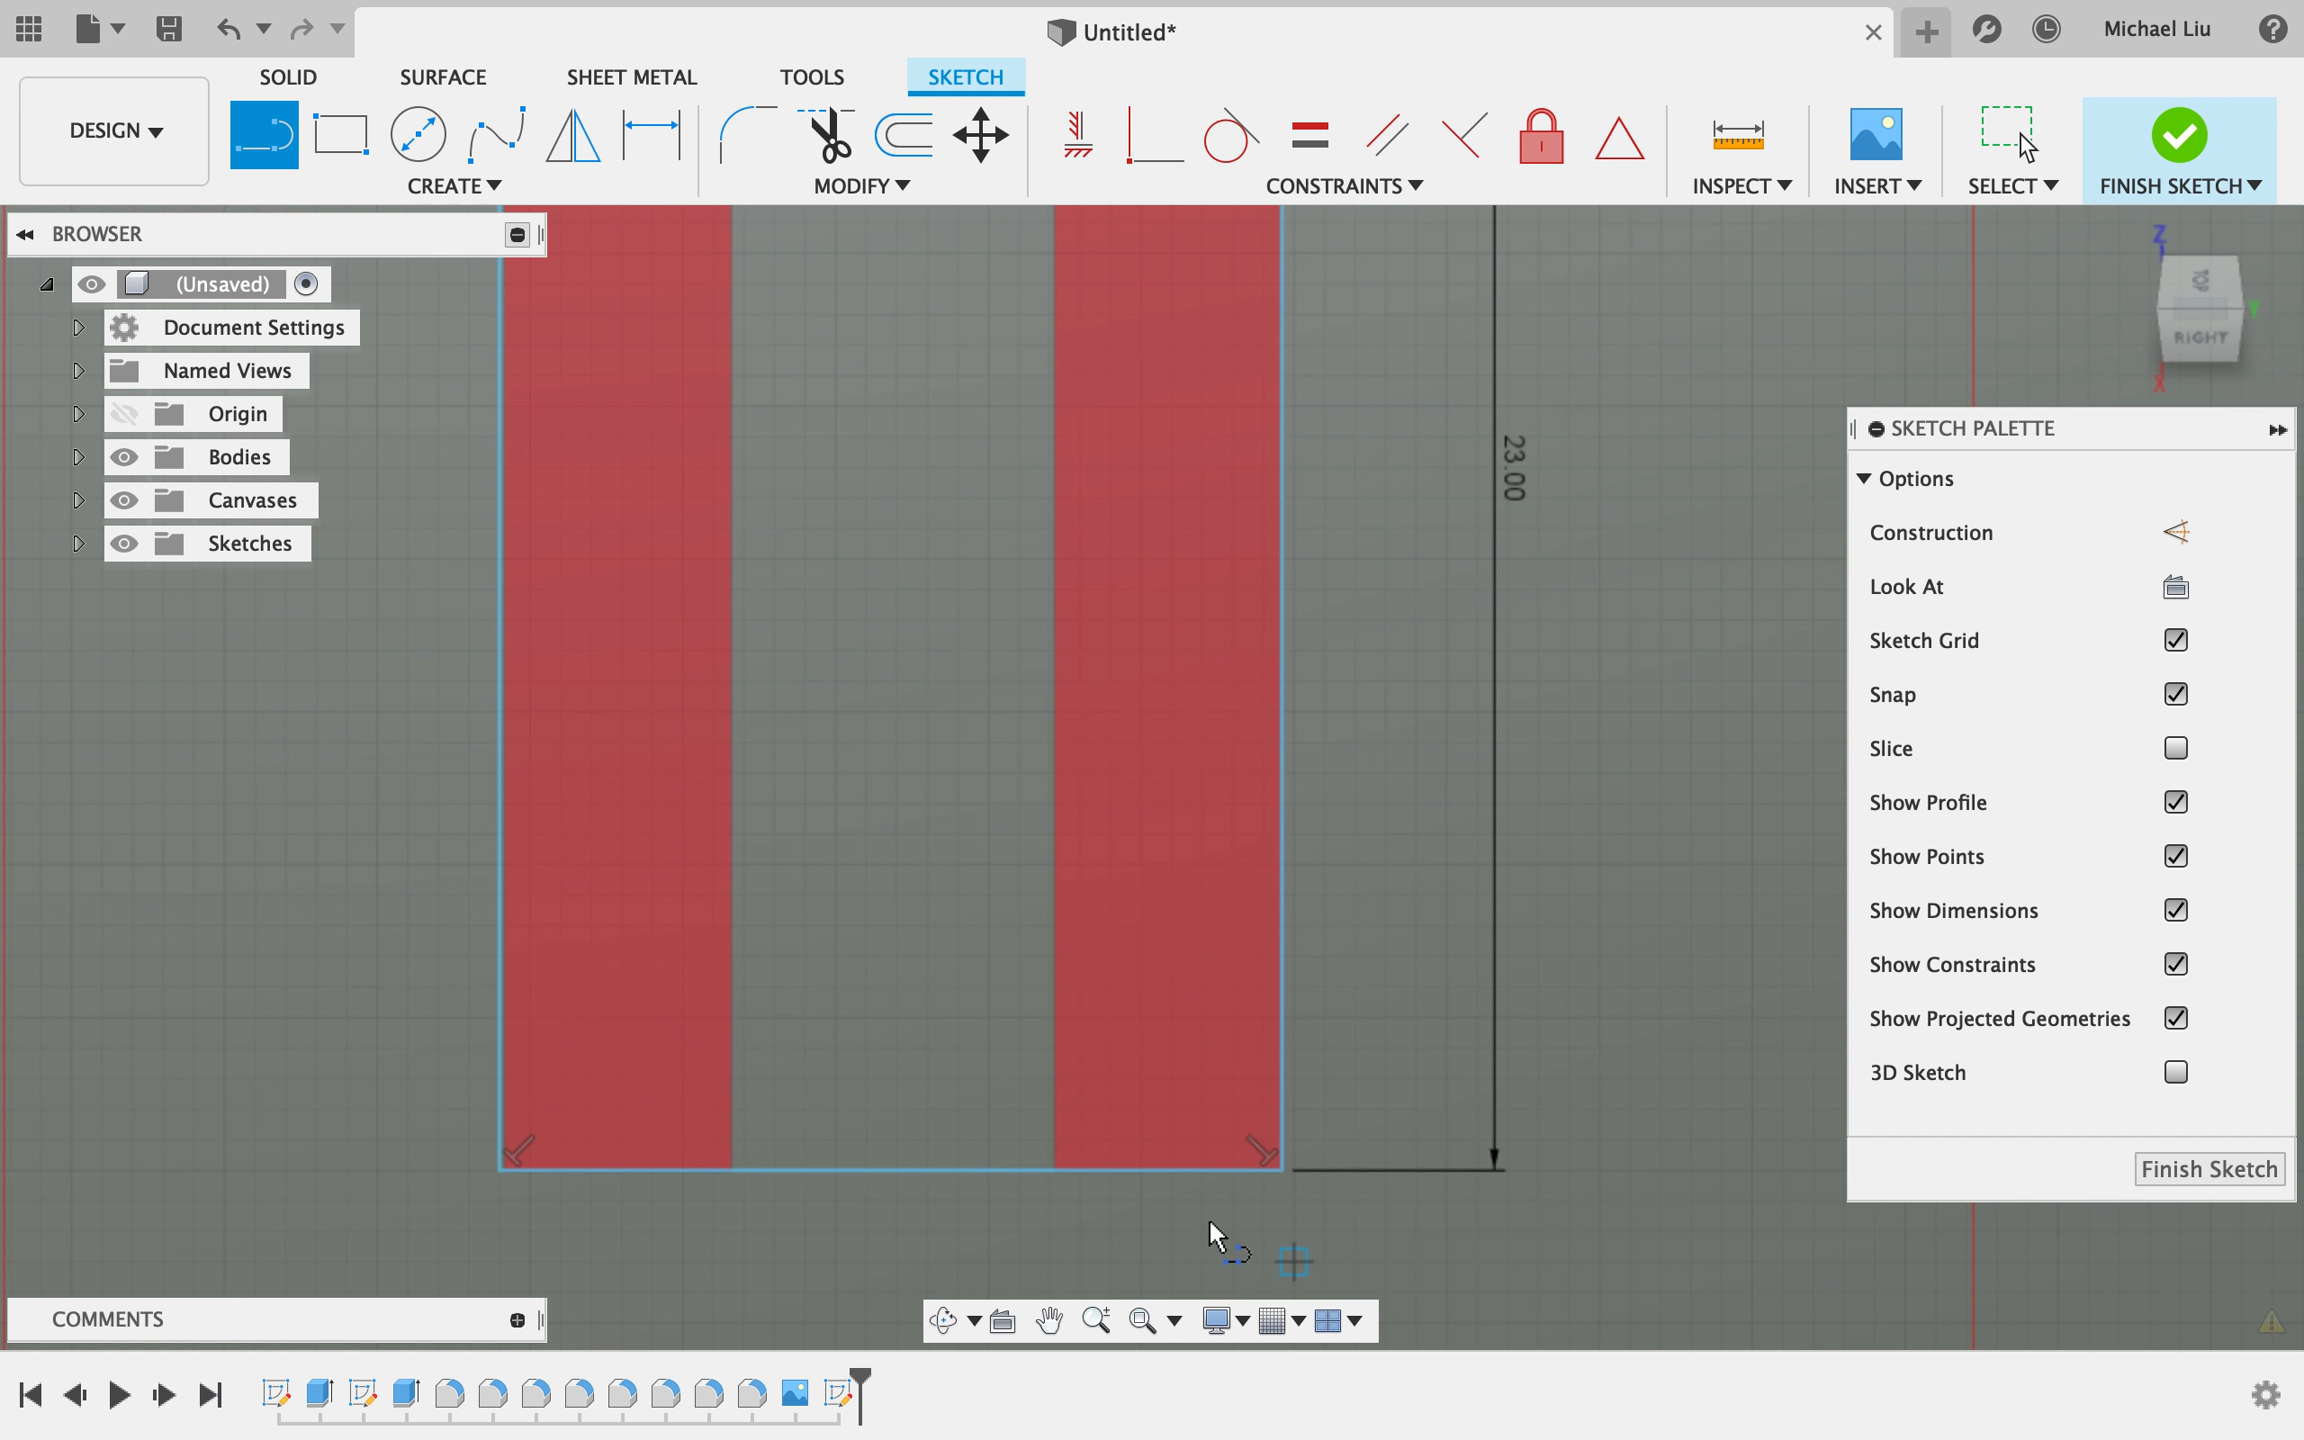 Untitled*
Michael Liu
SOLID
SURFACE
SHEET METAL
TOOLS
SKETCH
DESIGN
CREATE
MODIFY
CONSTRAINTS
INSPECT
INSERT
SELECT
FINISH SKETCH
BROWSER
(Unsaved)
Document Settings
Named Views
Origin
Bodies
Canvases
Sketches
23.00
Z
TOP
Y
RIGHT
X
SKETCH PALETTE
Options
Construction
Look At
Sketch Grid
Snap
Slice
Show Profile
Show Points
Show Dimensions
Show Constraints
Show Projected Geometries
3D Sketch
Finish Sketch
COMMENTS